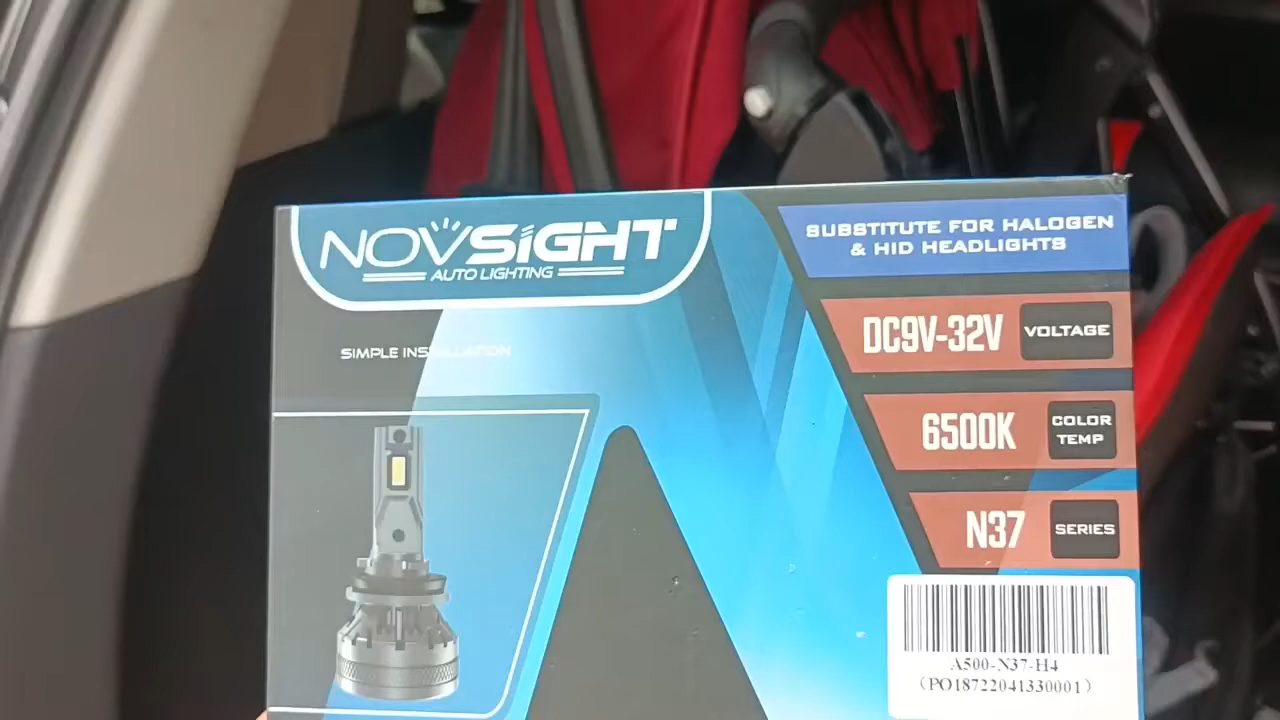 NOVSIGHT
AUTO LIGHTING
SIMPLE INSTALLATION
SUBSTITUTE FOR HALOGEN
& HID HEADLIGHTS
DC9V-32V VOLTAGE
6500K COLOR
TEMP
N37 SERIES
A500-N37-H4
(PO18722041330001)